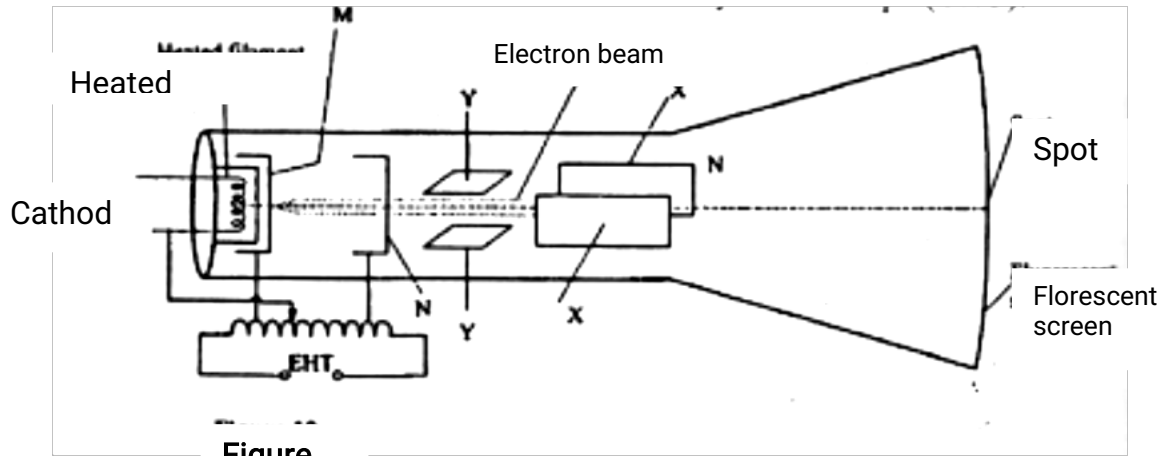 M
Heated filament
Heated
Electron beam
Y
X
N
Spot
Cathod
N
Y
X
Florescent
screen
EHT
Figure